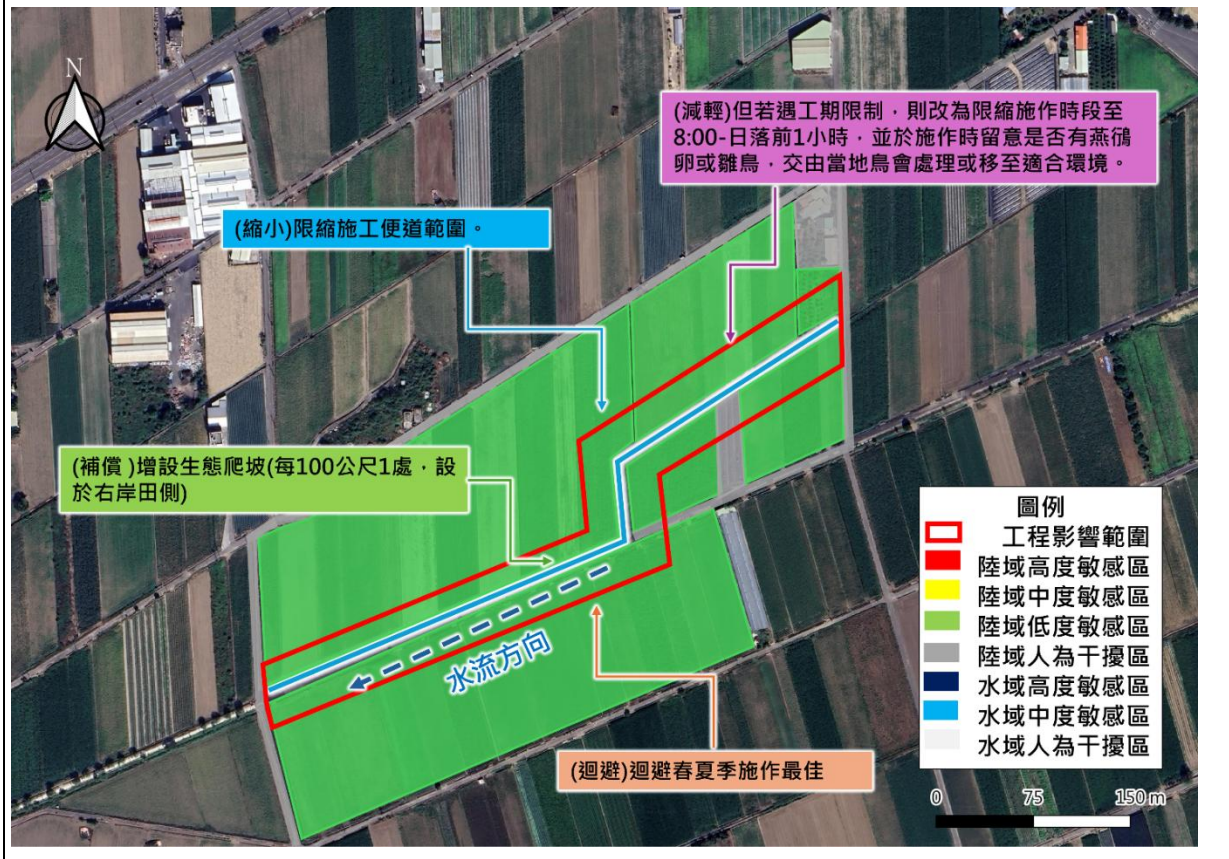 N
(減輕)但若遇工期限制，則改為限縮施作時段至
8:00-日落前1小時，並於施作時留意是否有燕鴴
卵或雛鳥，交由當地鳥會處理或移至適合環境。
(縮小)限縮施工便道範圍。
(補償)增設生態爬坡(每100公尺1處，設
於右岸田側)
水流方向
(迴避)迴避春夏季施作最佳
圖例
工程影響範圍
陸域高度敏感區
陸域中度敏感區
陸域低度敏感區
陸域人為干擾區
水域高度敏感區
水域中度敏感區
水域人為干擾區
0 75 150 m